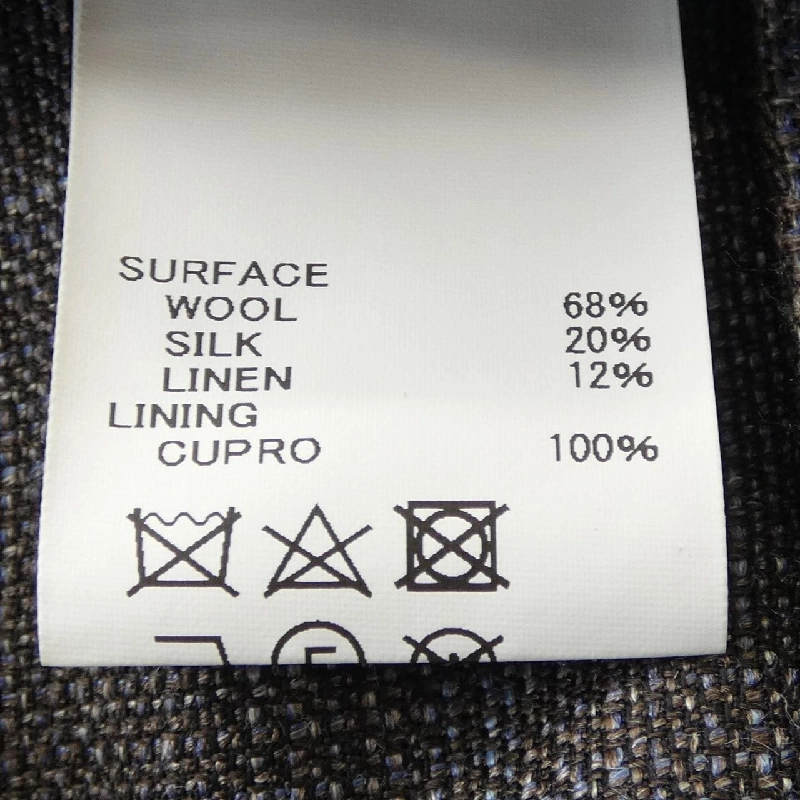 SURFACE
WOOL 68%
SILK 20%
LINEN 12%
LINING
CUPRO 100%